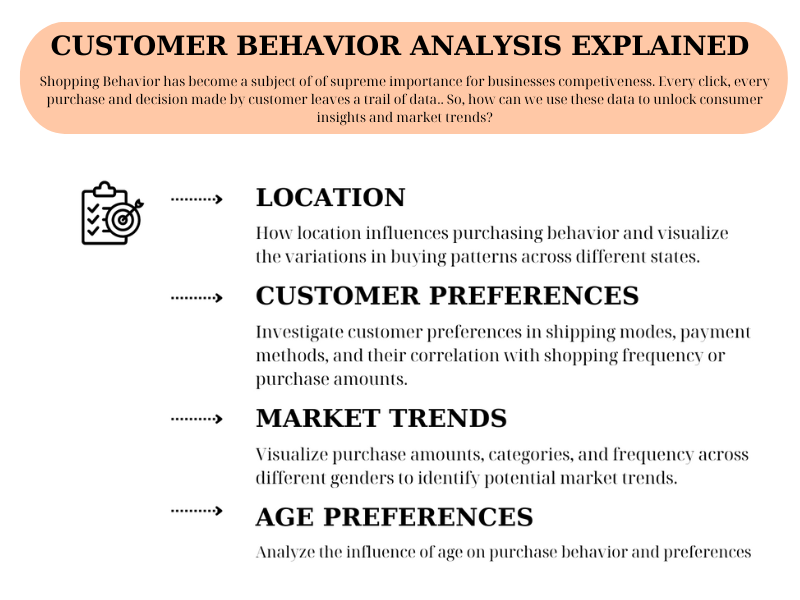 CUSTOMER BEHAVIOR ANALYSIS EXPLAINED
Shopping Behavior has become a subject of of supreme importance for businesses competiveness. Every click, every
purchase and decision made by customer leaves a trail of data.. So, how can we use these data to unlock consumer
insights and market trends?
LOCATION
How location influences purchasing behavior and visualize
the variations in buying patterns across different states.
CUSTOMER PREFERENCES
Investigate customer preferences in shipping modes, payment
methods, and their correlation with shopping frequency or
purchase amounts.
MARKET TRENDS
Visualize purchase amounts, categories, and frequency across
different genders to identify potential market trends.
AGE PREFERENCES
Analyze the influence of age on purchase behavior and preferences